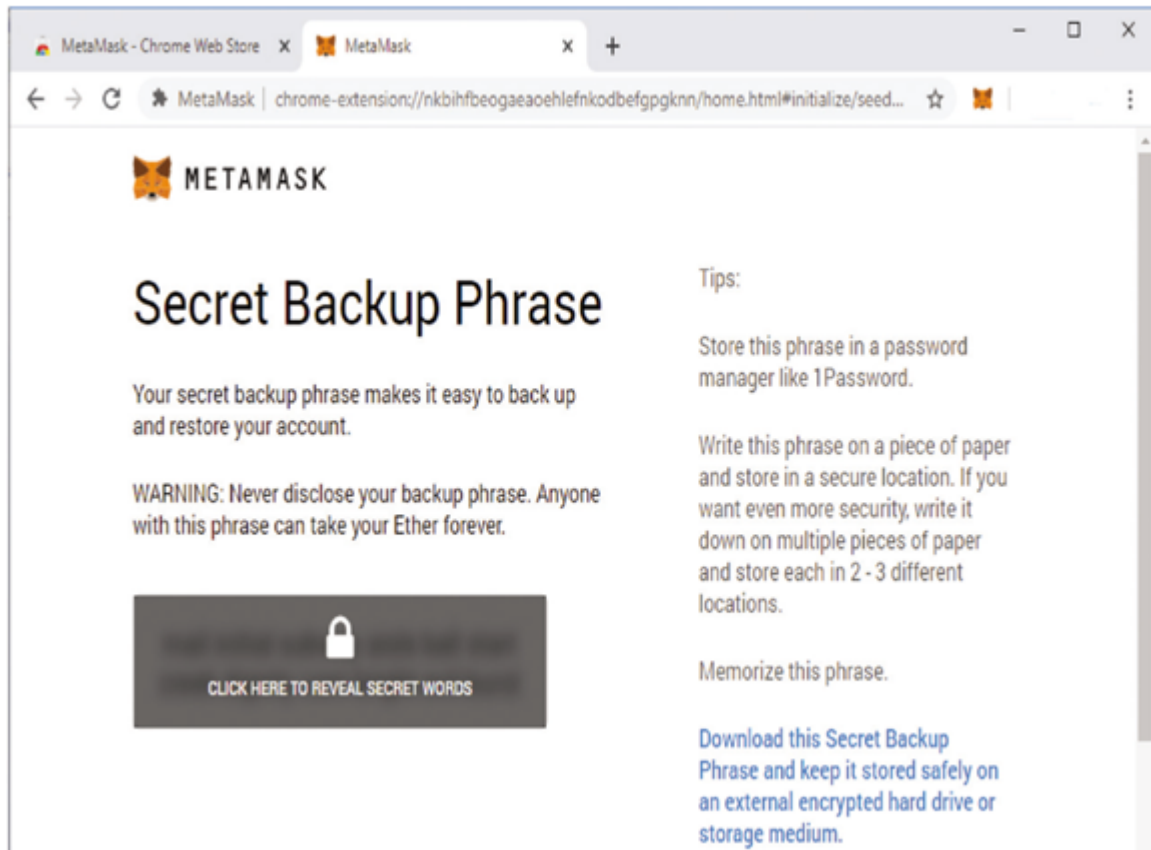 MetaMask - Chrome Web Store
MetaMask
MetaMask | chrome-extension://nkbihfbeogaeaoehlefnkodbefgpgknn/home.html#initialize/seed...
METAMASK
Secret Backup Phrase
Your secret backup phrase makes it easy to back up
and restore your account.
WARNING: Never disclose your backup phrase. Anyone
with this phrase can take your Ether forever.
CLICK HERE TO REVEAL SECRET WORDS
Tips:
Store this phrase in a password
manager like 1Password.
Write this phrase on a piece of paper
and store in a secure location. If you
want even more security, write it
down on multiple pieces of paper
and store each in 2 - 3 different
locations.
Memorize this phrase.
Download this Secret Backup
Phrase and keep it stored safely on
an external encrypted hard drive or
storage medium.